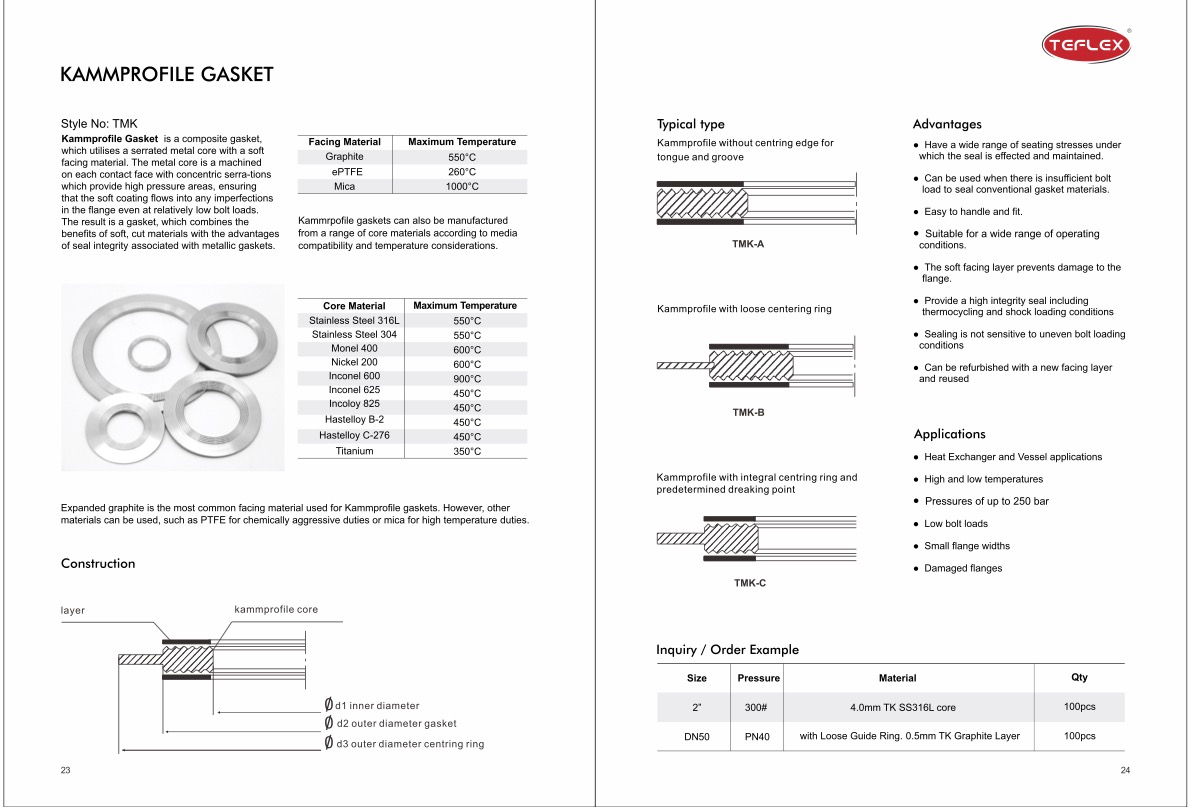 KAMMPROFILE GASKET
Style No: TMK
Kammprofile Gasket is a composite gasket,
which utilises a serrated metal core with a soft
facing material. The metal core is a machined
on each contact face with concentric serra-tions
which provide high pressure areas, ensuring
that the soft coating flows into any imperfections
in the flange even at relatively low bolt loads.
The result is a gasket, which combines the
benefits of soft, cut materials with the advantages
of seal integrity associated with metallic gaskets.
Facing Material Maximum Temperature
Graphite 550°C
ePTFE 260°C
Mica 1000°C
Kammrpofile gaskets can also be manufactured
from a range of core materials according to media
compatibility and temperature considerations.
Core Material Maximum Temperature
Stainless Steel 316L 550°C
Stainless Steel 304 550°C
Monel 400 600°C
Nickel 200 600°C
Inconel 600 900°C
Inconel 625 450°C
Incoloy 825 450°C
Hastelloy B-2 450°C
Hastelloy C-276 450°C
Titanium 350°C
Expanded graphite is the most common facing material used for Kammprofile gaskets. However, other
materials can be used, such as PTFE for chemically aggressive duties or mica for high temperature duties.
Construction
layer
kammprofile core
Ø d1 inner diameter
Ø d2 outer diameter gasket
Ø d3 outer diameter centring ring
23
TEFLEX ®
Typical type
Kammprofile without centring edge for
tongue and groove
TMK-A
Kammprofile with loose centering ring
TMK-B
Kammprofile with integral centring ring and
predetermined dreaking point
TMK-C
Advantages
● Have a wide range of seating stresses under
which the seal is effected and maintained.
● Can be used when there is insufficient bolt
load to seal conventional gasket materials.
● Easy to handle and fit.
● Suitable for a wide range of operating
conditions.
● The soft facing layer prevents damage to the
flange.
● Provide a high integrity seal including
thermocycling and shock loading conditions
● Sealing is not sensitive to uneven bolt loading
conditions
● Can be refurbished with a new facing layer
and reused
Applications
● Heat Exchanger and Vessel applications
● High and low temperatures
● Pressures of up to 250 bar
● Low bolt loads
● Small flange widths
● Damaged flanges
Inquiry / Order Example
Size Pressure Material Qty
2” 300# 4.0mm TK SS316L core 100pcs
DN50 PN40 with Loose Guide Ring. 0.5mm TK Graphite Layer 100pcs
24